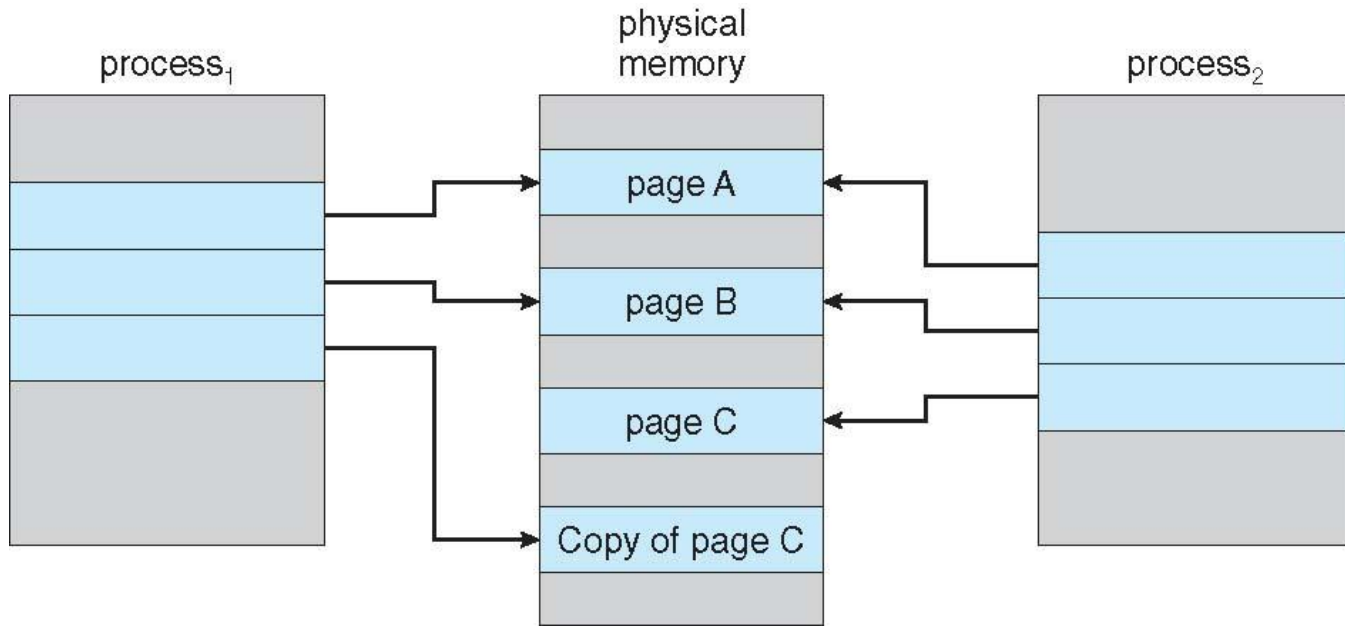 process₁
physical
memory
process₂
page A
page B
page C
Copy of page C